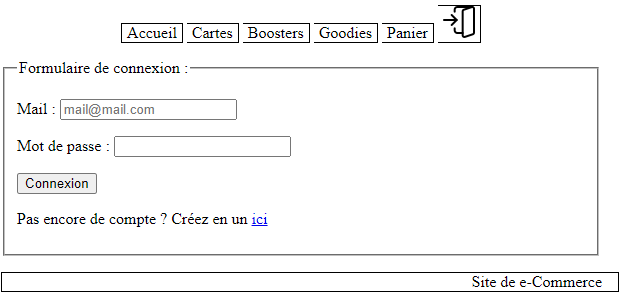 Accueil Cartes Boosters Goodies Panier
Formulaire de connexion :
Mail : mail@mail.com
Mot de passe :
Connexion
Pas encore de compte ? Créez en un ici
Site de e-Commerce